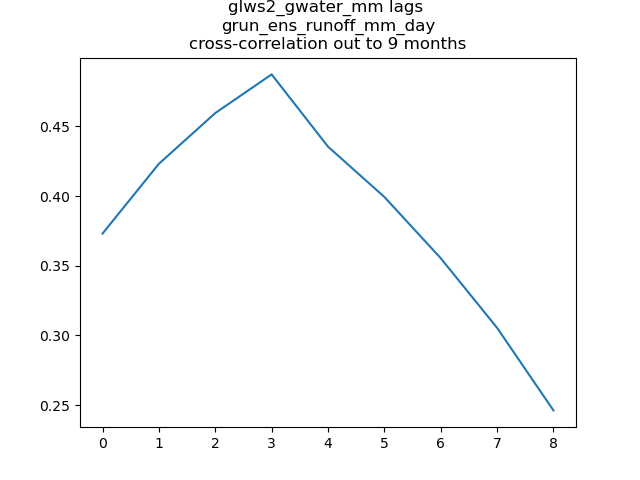 glws2_gwater_mm lags
grun_ens_runoff_mm_day
cross-correlation out to 9 months
0.45
0.40
0.35
0.30
0.25
0 1 2 3 4 5 6 7 8